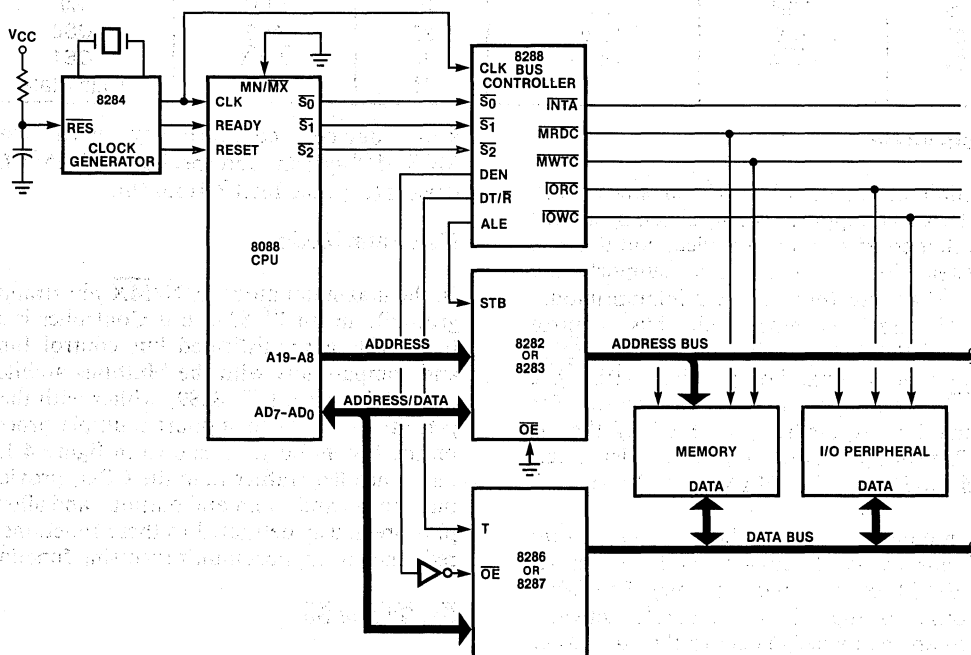 VCC
8284
RES
CLOCK
GENERATOR
MN/MX
CLK
READY
RESET
S0
S1
S2
8088
CPU
A19-A8
AD7-AD0
ADDRESS
ADDRESS/DATA
8288
BUS
CONTROLLER
CLK
S0
S1
S2
DEN
DT/R
ALE
INTA
MRDC
MWTC
IORC
IOWC
STB
8282
OR
8283
OE
ADDRESS BUS
MEMORY
DATA
I/O PERIPHERAL
DATA
DATA BUS
T
OE
8286
OR
8287